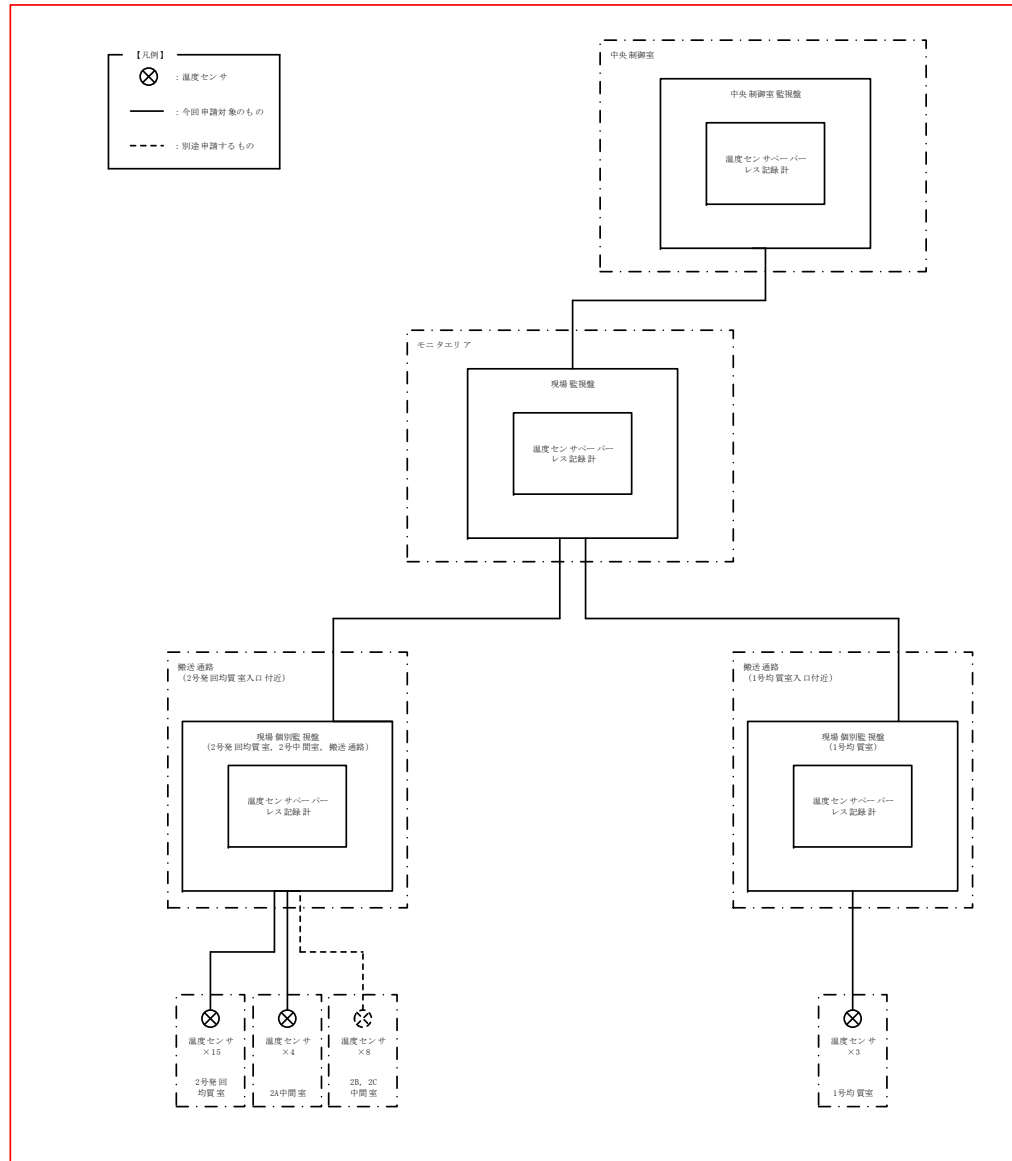 【凡例】
：温度センサ
：今回申請対象のもの
：別途申請するもの
中央制御室
中央制御室監視盤
温度センサペーパー
レス記録計
モニタエリア
現場監視盤
温度センサペーパー
レス記録計
搬送通路
（2号発回均質室入口付近）
現場個別監視盤
（2号発回均質室，2号中間室，搬送通路）
温度センサペーパー
レス記録計
搬送通路
（1号均質室入口付近）
現場個別監視盤
（1号均質室）
温度センサペーパー
レス記録計
温度センサ
×15
2号発回
均質室
温度センサ
×4
2A中間室
温度センサ
×8
2B，2C
中間室
温度センサ
×3
1号均質室